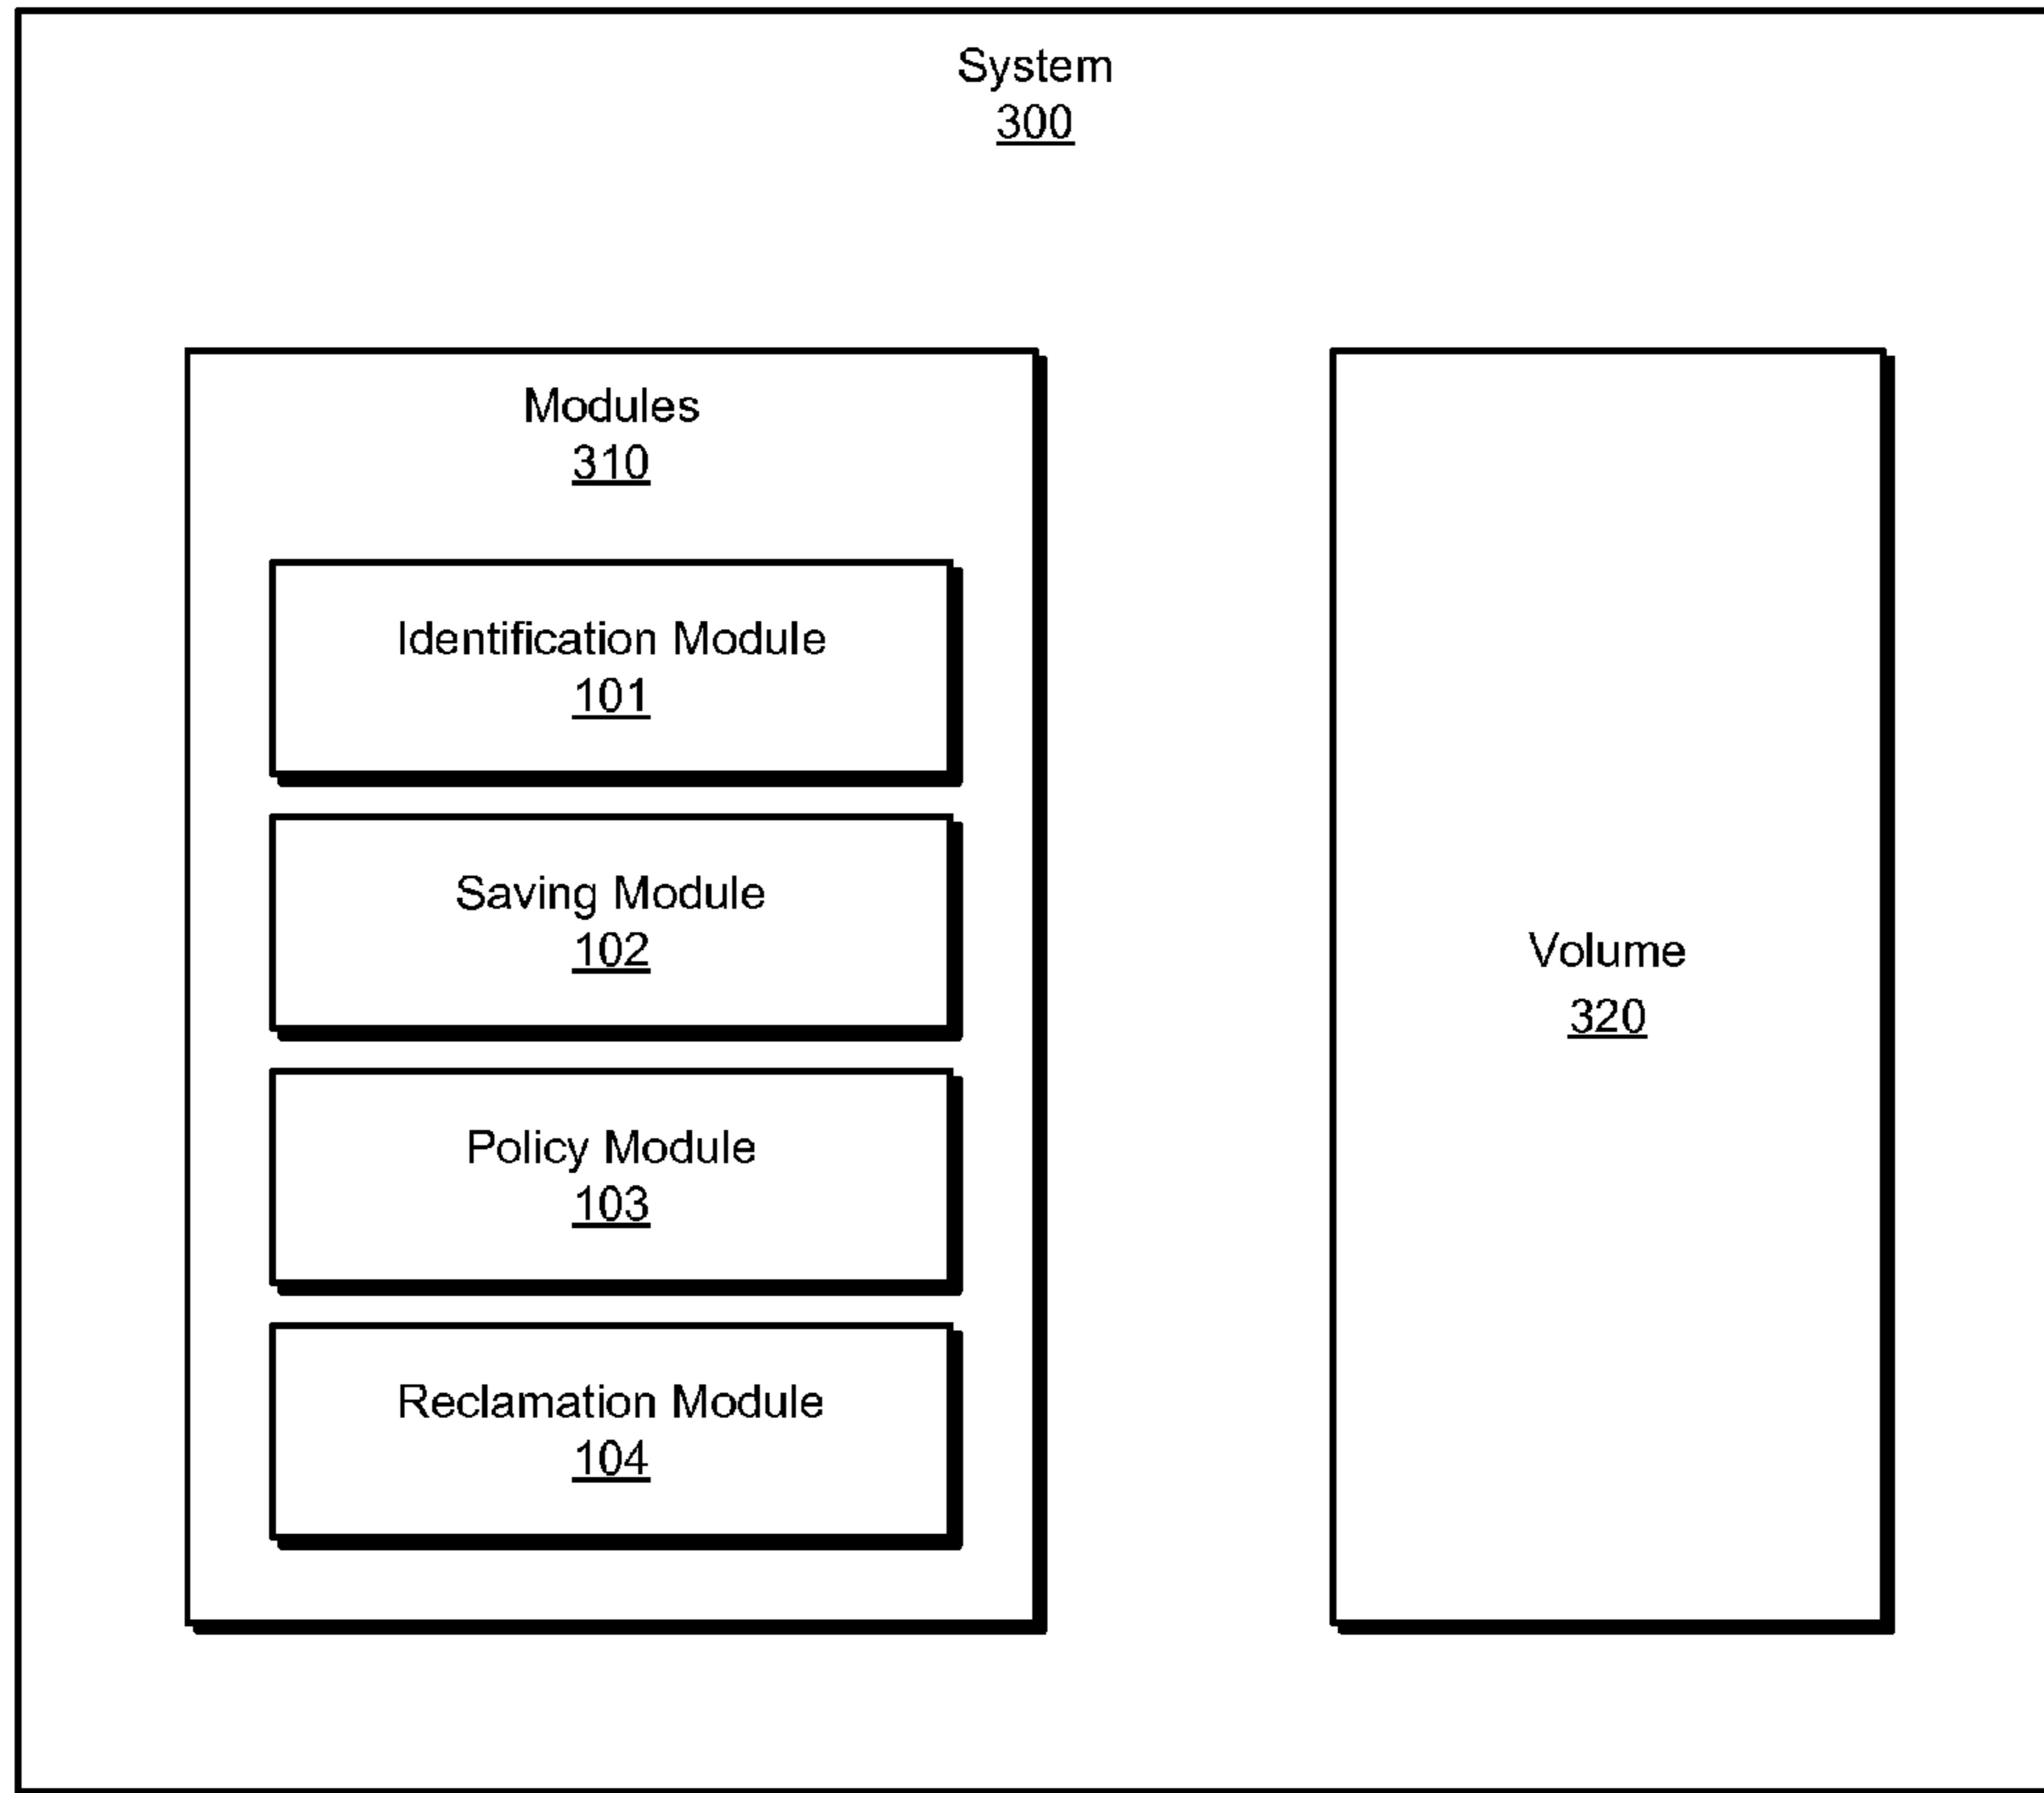 System
300
Modules
310
Identification Module
101
Saving Module
102
Policy Module
103
Reclamation Module
104
Volume
320